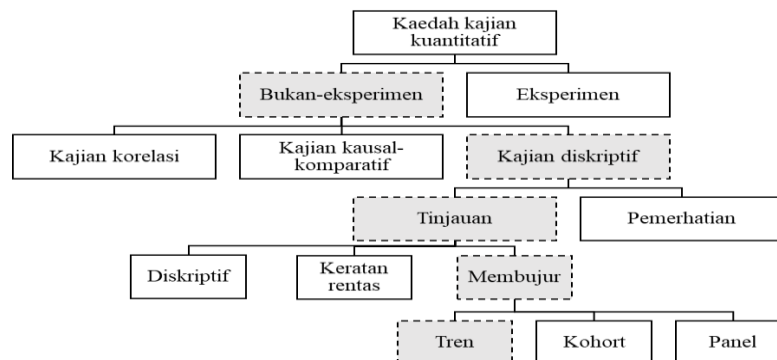 Kaedah kajian
kuantitatif
Bukan-eksperimen
Eksperimen
Kajian korelasi
Kajian kausal-
komparatif
Kajian diskriptif
Tinjauan
Pemerhatian
Diskriptif
Keratan
rentas
Membujur
Tren
Kohort
Panel